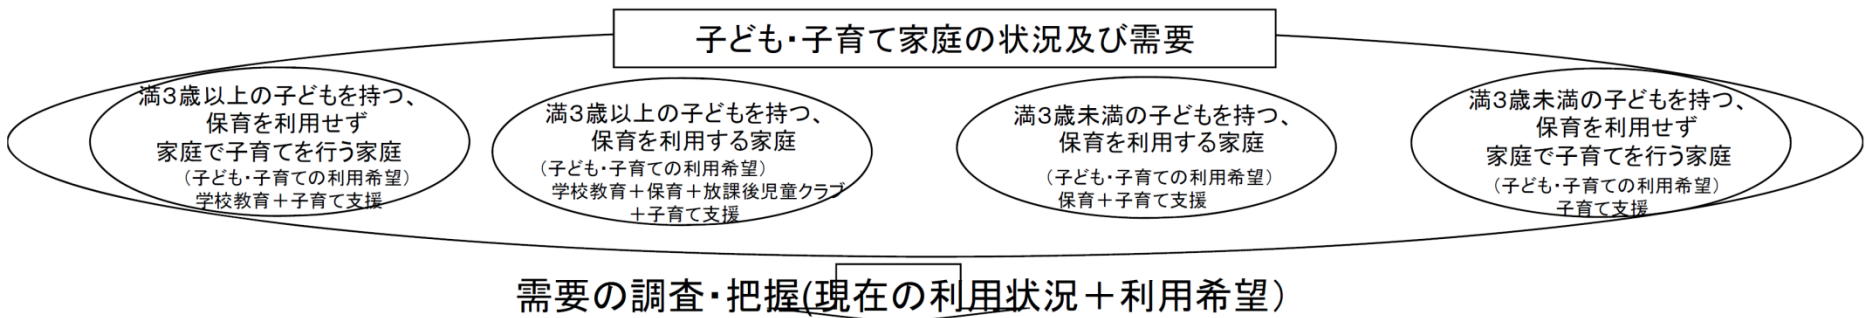 子ども・子育て家庭の状況及び需要
満3歳以上の子どもを持つ、
保育を利用せず
家庭で子育てを行う家庭
（子ども・子育ての利用希望）
学校教育＋子育て支援
満3歳以上の子どもを持つ、
保育を利用する家庭
（子ども・子育ての利用希望）
学校教育＋保育＋放課後児童クラブ
＋子育て支援
満3歳未満の子どもを持つ、
保育を利用する家庭
（子ども・子育ての利用希望）
保育＋子育て支援
満3歳未満の子どもを持つ、
保育を利用せず
家庭で子育てを行う家庭
（子ども・子育ての利用希望）
子育て支援
需要の調査・把握(現在の利用状況＋利用希望）